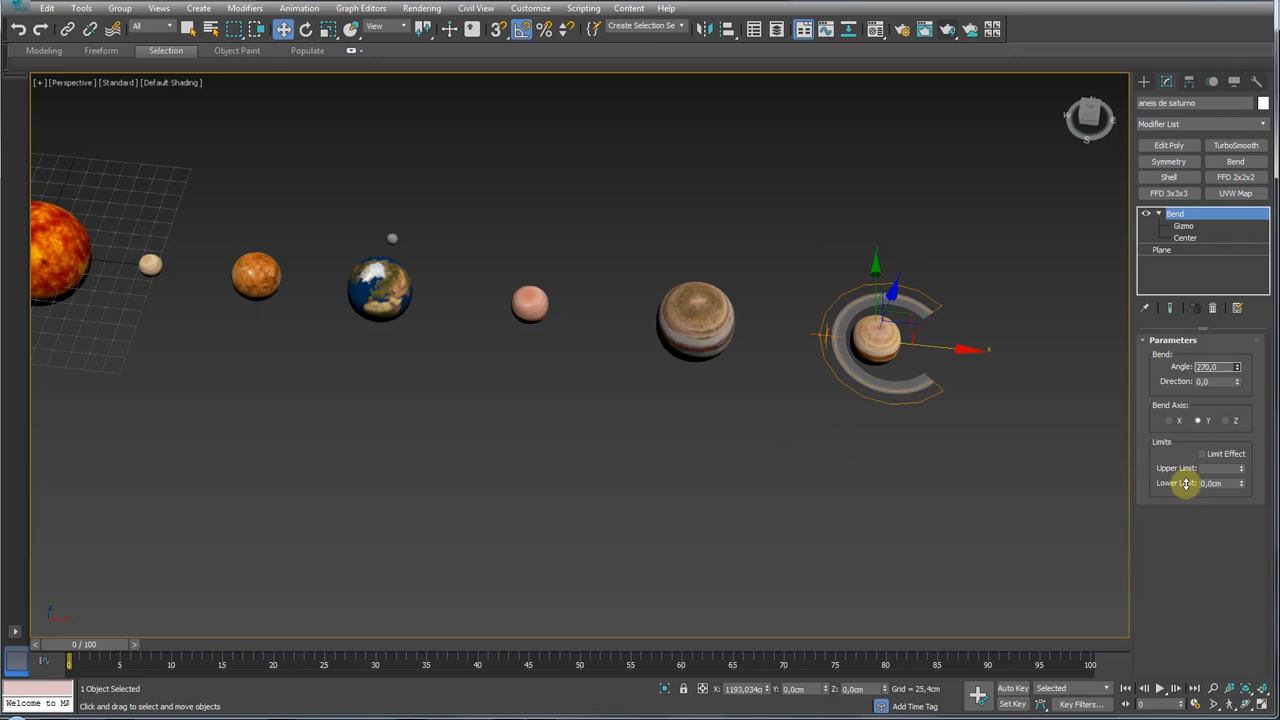 Edit Tools Group Views Create Modifiers Animation Graph Editors Rendering Civil View Customize Scripting Content Help
All View Create Selection Se
Modeling Freeform Selection Object Paint Populate
[+] [Perspective] [Standard] [Default Shading]
aneis de saturno
Modifier List
Edit Poly TurboSmooth
Symmetry Bend
Shell FFD 2x2x2
FFD 3x3x3 UVW Map
Bend
Gizmo
Center
Plane
Parameters
Bend:
Angle: 270,0
Direction: 0,0
Bend Axis:
X Y Z
Limits
Limit Effect
Upper Limit:
Lower Limit: 0,0cm
N
W E
S
x
z
< 0 / 100 >
0 5 10 15 20 25 30 35 40 45 50 55 60 65 70 75 80 85 90 95 100
1 Object Selected X: 1193,034c Y: 0,0cm Z: 0,0cm Grid = 25,4cm Auto Key Selected
Welcome to M Click and drag to select and move objects Add Time Tag Set Key Key Filters... 0